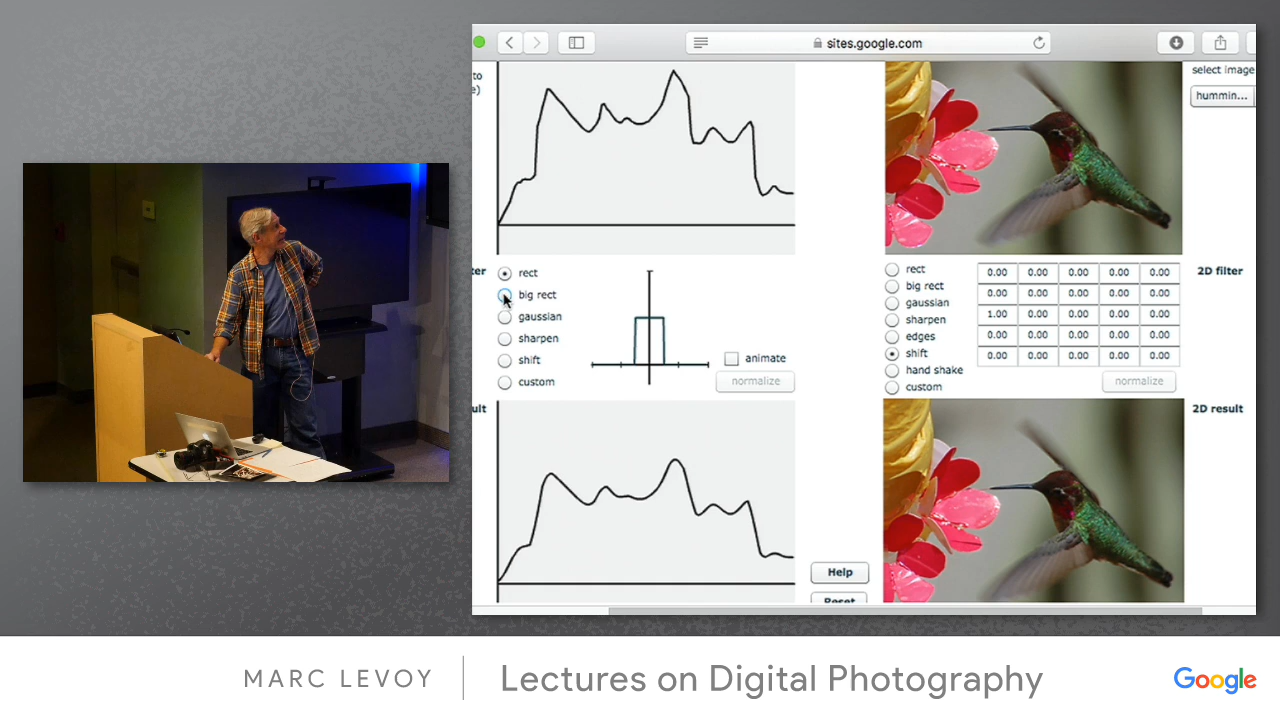 sites.google.com
to
e)
select image
hummin...
ter
rect
big rect
gaussian
sharpen
shift
custom
animate
normalize
rect
big rect
gaussian
sharpen
edges
shift
hand shake
custom
0.00 0.00 0.00 0.00 0.00
0.00 0.00 0.00 0.00 0.00
1.00 0.00 0.00 0.00 0.00
0.00 0.00 0.00 0.00 0.00
0.00 0.00 0.00 0.00 0.00
normalize
2D filter
ult
2D result
Help
Reset
MARC LEVOY
Lectures on Digital Photography
Google